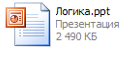 Логика.ppt
Презентация
2 490 КБ